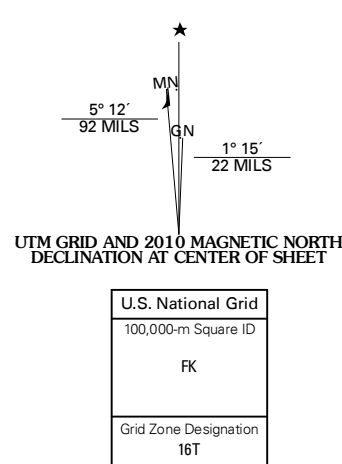 ★
MN
5° 12´
92 MILS
GN
1° 15´
22 MILS
UTM GRID AND 2010 MAGNETIC NORTH
DECLINATION AT CENTER OF SHEET
U.S. National Grid
100,000-m Square ID
FK
Grid Zone Designation
16T